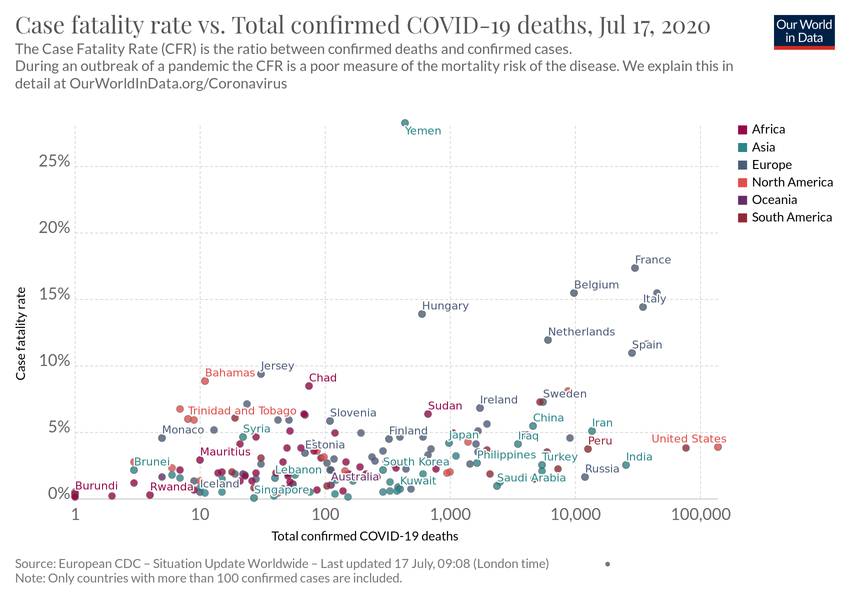 Case fatality rate vs. Total confirmed COVID-19 deaths, Jul 17, 2020
Our World
in Data
The Case Fatality Rate (CFR) is the ratio between confirmed deaths and confirmed cases.
During an outbreak of a pandemic the CFR is a poor measure of the mortality risk of the disease. We explain this in
detail at OurWorldInData.org/Coronavirus
Africa
Asia
Europe
North America
Oceania
South America
Case fatality rate
25%
20%
15%
10%
5%
0%
Yemen
France
Belgium
Italy
Hungary
Netherlands
Spain
Jersey
Bahamas
Chad
Sweden
Ireland
Sudan
Trinidad and Tobago
Slovenia
China
Iran
Monaco
Syria
Finland
Japan
Iraq
United States
Peru
Estonia
Mauritius
Philippines
Turkey
India
Brunei
South Korea
Lebanon
Russia
Australia
Saudi Arabia
Kuwait
Burundi
Rwanda
Iceland
Singapore
1
10
100
1,000
10,000
100,000
Total confirmed COVID-19 deaths
Source: European CDC – Situation Update Worldwide – Last updated 17 July, 09:08 (London time)
Note: Only countries with more than 100 confirmed cases are included.